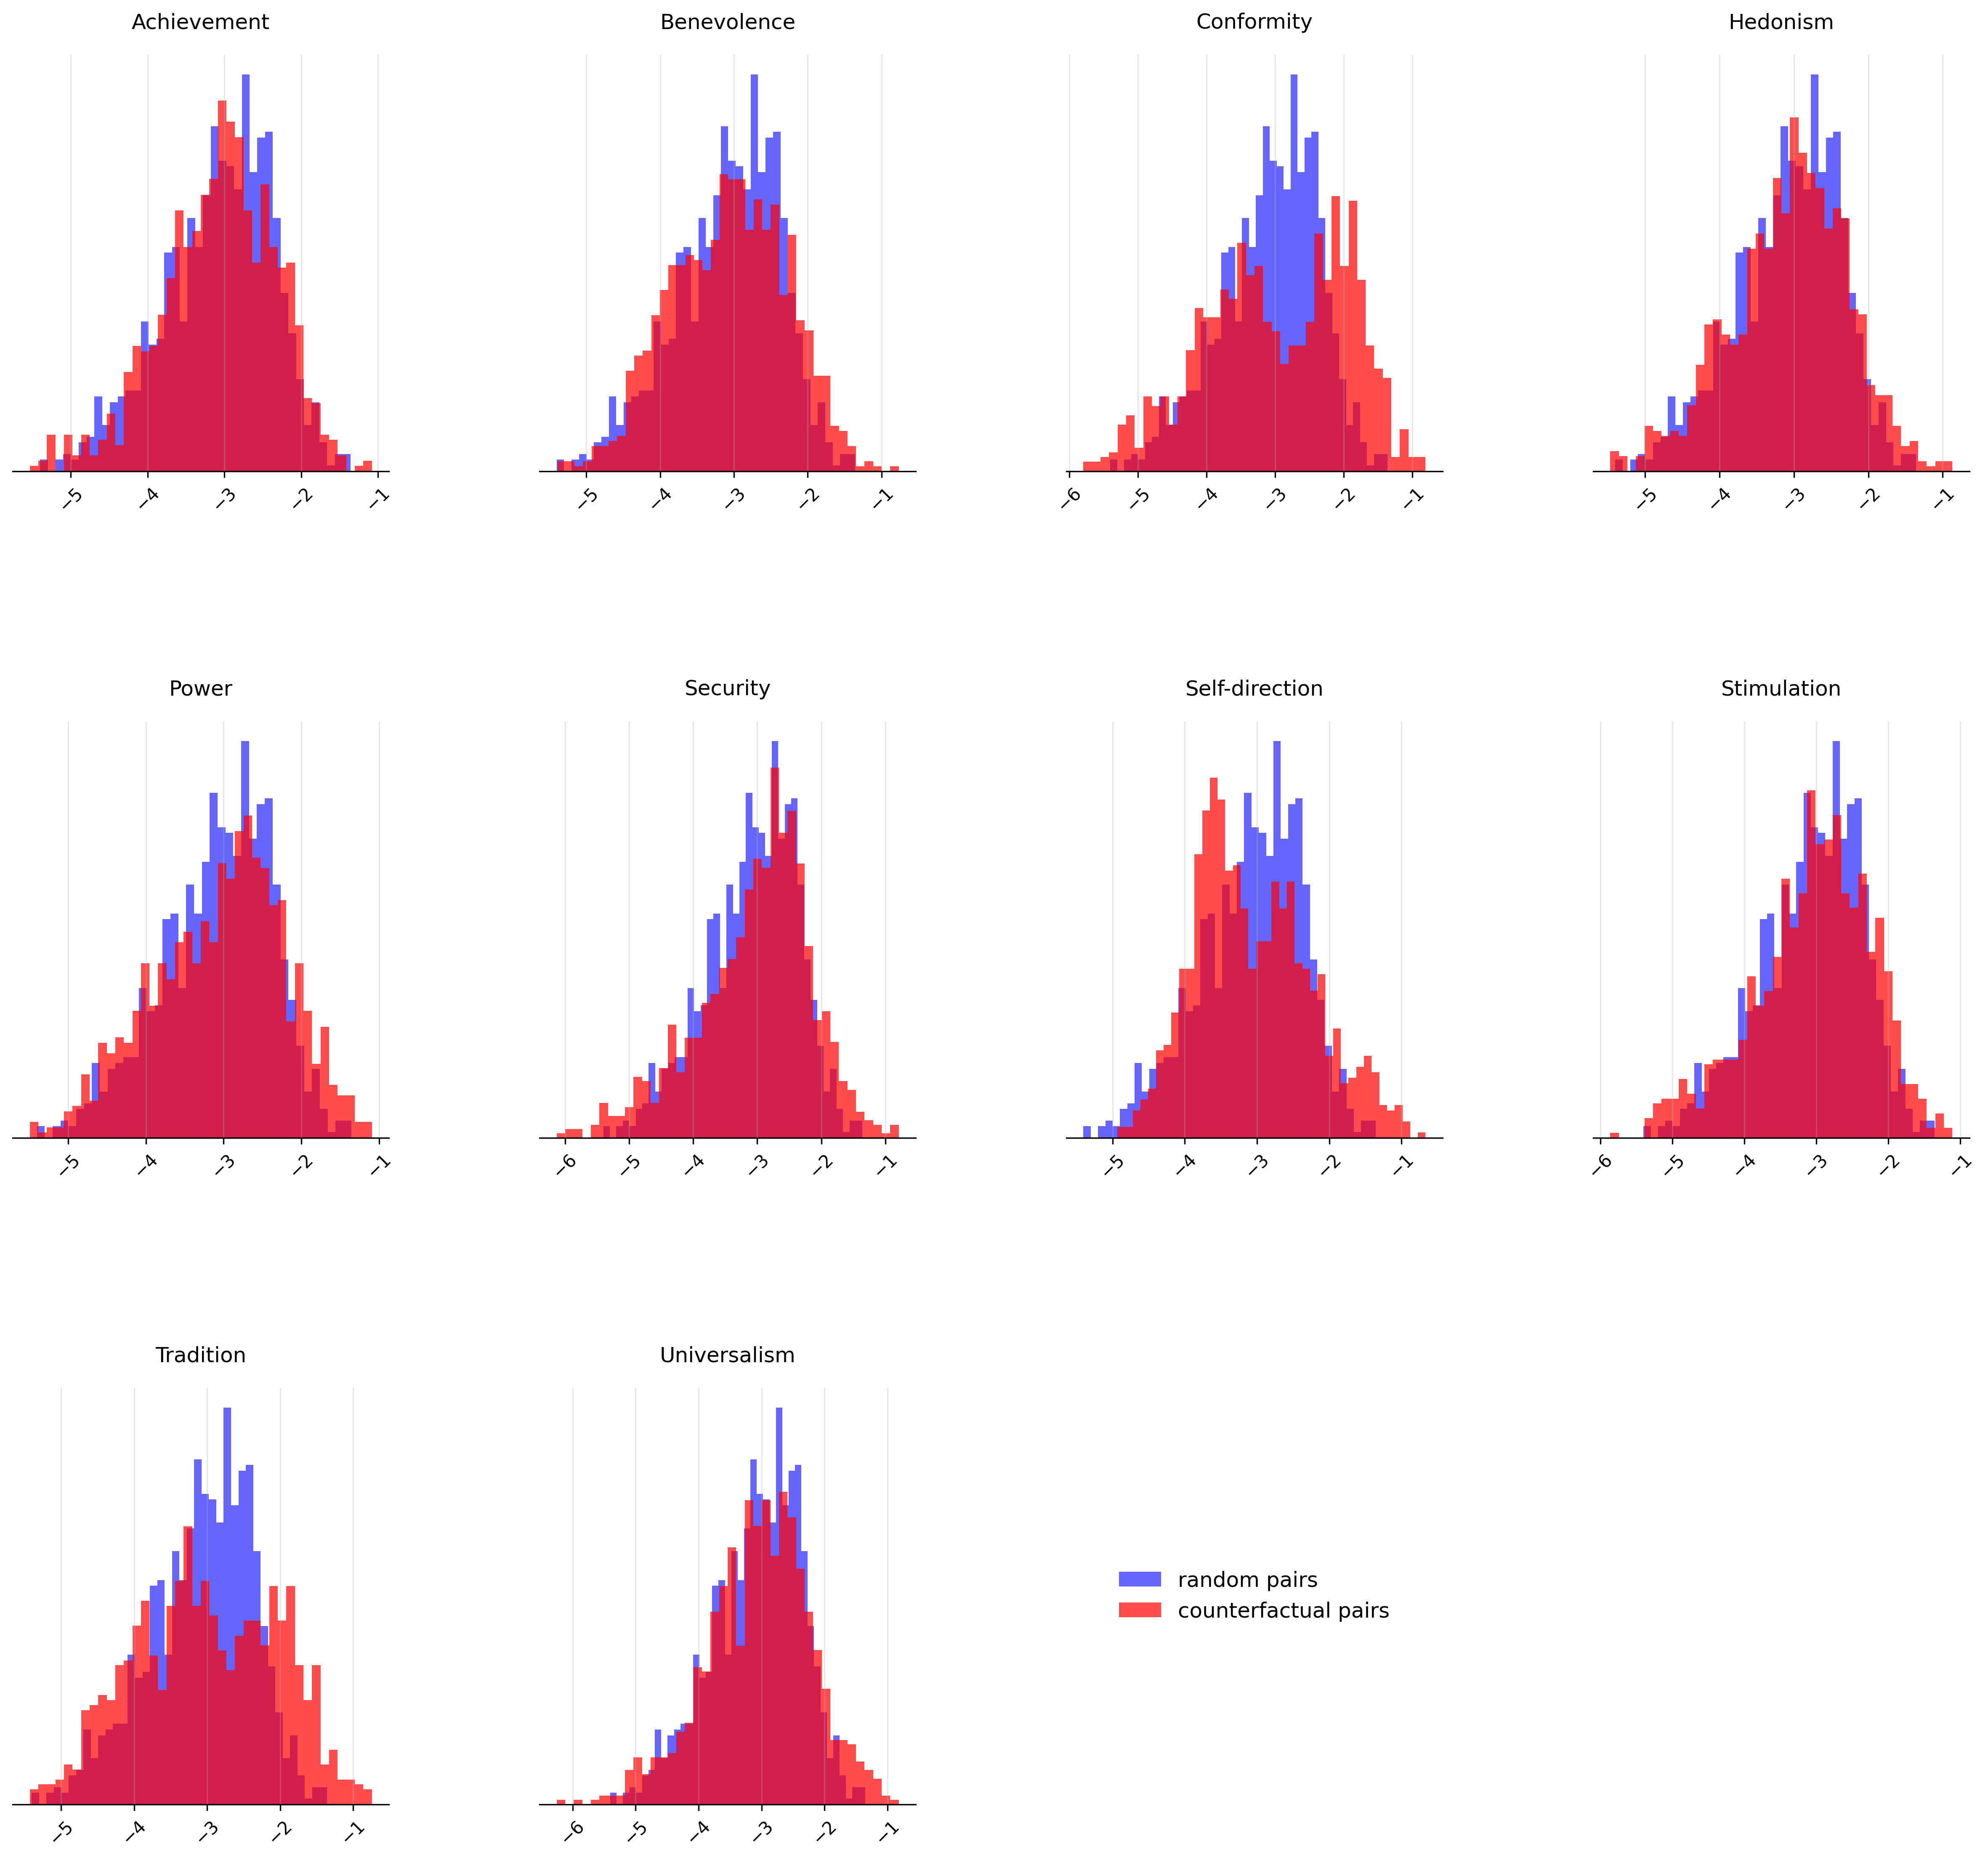 Achievement
Benevolence
Conformity
Hedonism
−5 −4 −3 −2 −1
−5 −4 −3 −2 −1
−6 −5 −4 −3 −2 −1
−5 −4 −3 −2 −1
Power
Security
Self-direction
Stimulation
−5 −4 −3 −2 −1
−6 −5 −4 −3 −2 −1
−5 −4 −3 −2 −1
−6 −5 −4 −3 −2 −1
Tradition
Universalism
random pairs
counterfactual pairs
−5 −4 −3 −2 −1
−6 −5 −4 −3 −2 −1